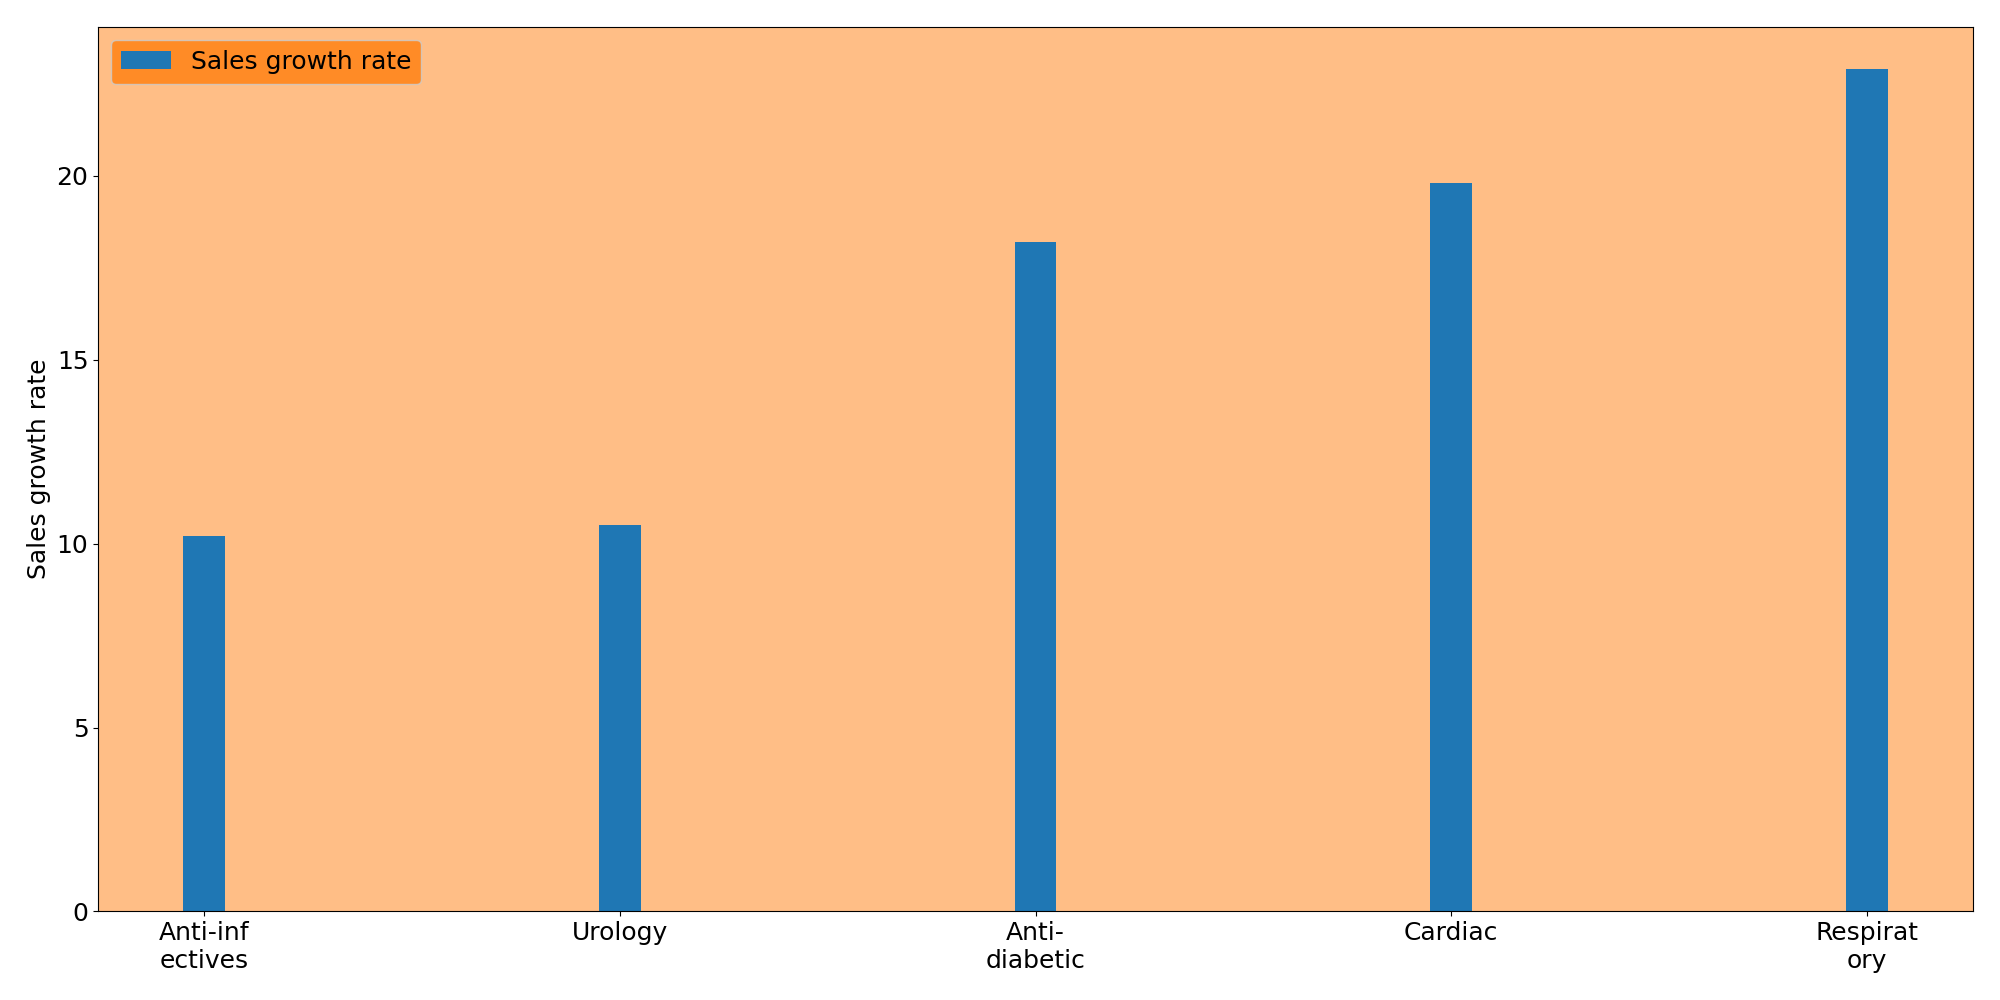 Sales growth rate
20
15
10
5
0
Sales growth rate
Anti-inf
ectives
Urology
Anti-
diabetic
Cardiac
Respirat
ory